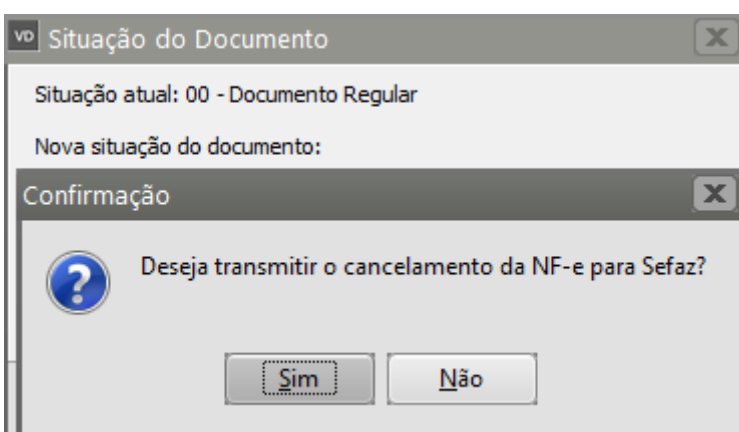 VD Situação do Documento
Situação atual: 00 - Documento Regular
Nova situação do documento:
Confirmação
Deseja transmitir o cancelamento da NF-e para Sefaz?
Sim Não